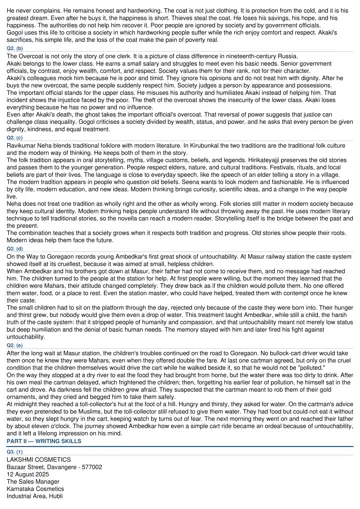 He never complains. He remains honest and hardworking. The coat is not just clothing. It is protection from the cold, and it is his
greatest dream. Even after he buys it, the happiness is short. Thieves steal the coat. He loses his savings, his hope, and his
happiness. The authorities do not help him recover it. Poor people are ignored by society and by government officials.
Gogol uses this life to criticise a society in which hardworking people suffer while the rich enjoy comfort and respect. Akaki's
sacrifices, his simple life, and the loss of the coat make the pain of poverty real.
Q2. (b)
The Overcoat is not only the story of one clerk. It is a picture of class difference in nineteenth-century Russia.
Akaki belongs to the lower class. He earns a small salary and struggles to meet even his basic needs. Senior government
officials, by contrast, enjoy wealth, comfort, and respect. Society values them for their rank, not for their character.
Akaki's colleagues mock him because he is poor and timid. They ignore his opinions and do not treat him with dignity. After he
buys the new overcoat, the same people suddenly respect him. Society judges a person by appearance and possessions.
The important official stands for the upper class. He misuses his authority and humiliates Akaki instead of helping him. That
incident shows the injustice faced by the poor. The theft of the overcoat shows the insecurity of the lower class. Akaki loses
everything because he has no power and no influence.
Even after Akaki's death, the ghost takes the important official's overcoat. That reversal of power suggests that justice can
challenge class inequality. Gogol criticises a society divided by wealth, status, and power, and he asks that every person be given
dignity, kindness, and equal treatment.
Q2. (c)
Ravikumar Neha blends traditional folklore with modern literature. In Kirubunkal the two traditions are the traditional folk culture
and the modern way of thinking. He keeps both of them in the story.
The folk tradition appears in oral storytelling, myths, village customs, beliefs, and legends. Hirikatayajji preserves the old stories
and passes them to the younger generation. People respect elders, nature, and cultural traditions. Festivals, rituals, and local
beliefs are part of their lives. The language is close to everyday speech, like the speech of an elder telling a story in a village.
The modern tradition appears in people who question old beliefs. Seena wants to look modern and fashionable. He is influenced
by city life, modern education, and new ideas. Modern thinking brings curiosity, scientific ideas, and a change in the way people
live.
Neha does not treat one tradition as wholly right and the other as wholly wrong. Folk stories still matter in modern society because
they keep cultural identity. Modern thinking helps people understand life without throwing away the past. He uses modern literary
technique to tell traditional stories, so the novella can reach a modern reader. Storytelling itself is the bridge between the past and
the present.
The combination teaches that a society grows when it respects both tradition and progress. Old stories show people their roots.
Modern ideas help them face the future.
Q2. (d)
On the Way to Goregaon records young Ambedkar's first great shock of untouchability. At Masur railway station the caste system
showed itself at its cruellest, because it was aimed at small, helpless children.
When Ambedkar and his brothers got down at Masur, their father had not come to receive them, and no message had reached
him. The children turned to the people at the station for help. At first people were willing, but the moment they learned that the
children were Mahars, their attitude changed completely. They drew back as if the children would pollute them. No one offered
them water, food, or a place to rest. Even the station master, who could have helped, treated them with contempt once he knew
their caste.
The small children had to sit on the platform through the day, rejected only because of the caste they were born into. Their hunger
and thirst grew, but nobody would give them even a drop of water. This treatment taught Ambedkar, while still a child, the harsh
truth of the caste system: that it stripped people of humanity and compassion, and that untouchability meant not merely low status
but deep humiliation and the denial of basic human needs. The memory stayed with him and later fired his fight against
untouchability.
Q2. (e)
After the long wait at Masur station, the children's troubles continued on the road to Goregaon. No bullock-cart driver would take
them once he knew they were Mahars, even when they offered double the fare. At last one cartman agreed, but only on the cruel
condition that the children themselves would drive the cart while he walked beside it, so that he would not be "polluted."
On the way they stopped at a dry river to eat the food they had brought from home, but the water there was too dirty to drink. After
his own meal the cartman delayed, which frightened the children; then, forgetting his earlier fear of pollution, he himself sat in the
cart and drove. As darkness fell the children grew afraid. They suspected that the cartman meant to rob them of their gold
ornaments, and they cried and begged him to take them safely.
At midnight they reached a toll-collector's hut at the foot of a hill. Hungry and thirsty, they asked for water. On the cartman's advice
they even pretended to be Muslims, but the toll-collector still refused to give them water. They had food but could not eat it without
water, so they slept hungry in the cart, keeping watch by turns out of fear. The next morning they went on and reached their father
by about eleven o'clock. The journey showed Ambedkar how even a simple cart ride became an ordeal because of untouchability,
and it left a lifelong impression on his mind.
PART II — WRITING SKILLS
Q3. (1)
LAKSHMI COSMETICS
Bazaar Street, Davangere - 577002
12 August 2025
The Sales Manager
Karnataka Cosmetics
Industrial Area, Hubli